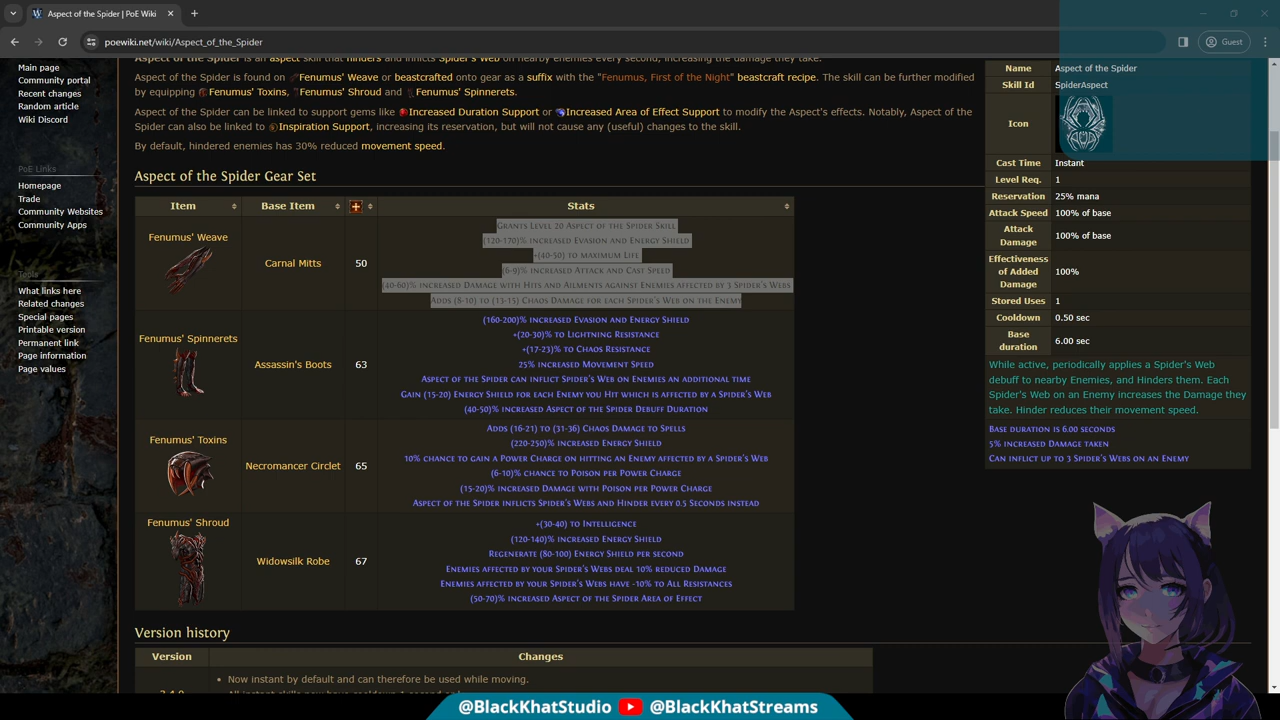 Aspect of the Spider | PoE Wiki
poewiki.net/wiki/Aspect_of_the_Spider
Guest
Main page
Community portal
Recent changes
Random article
Wiki Discord
PoE Links
Homepage
Trade
Community Websites
Community Apps
Tools
What links here
Related changes
Special pages
Printable version
Permanent link
Page information
Page values
Aspect of the Spider is an aspect skill that hinders and inflicts Spider's Web on nearby enemies every second, increasing the damage they take.
Aspect of the Spider is found on Fenumus' Weave or beastcrafted onto gear as a suffix with the "Fenumus, First of the Night" beastcraft recipe. The skill can be further modified
by equipping Fenumus' Toxins, Fenumus' Shroud and Fenumus' Spinnerets.
Aspect of the Spider can be linked to support gems like Increased Duration Support or Increased Area of Effect Support to modify the Aspect's effects. Notably, Aspect of the
Spider can also be linked to Inspiration Support, increasing its reservation, but will not cause any (useful) changes to the skill.
By default, hindered enemies has 30% reduced movement speed.
Aspect of the Spider Gear Set
Item Base Item Stats
Fenumus' Weave
Carnal Mitts
50
Grants Level 20 Aspect of the Spider Skill
(120-170)% increased Evasion and Energy Shield
+(40-50) to maximum Life
(6-9)% increased Attack and Cast Speed
(40-60)% increased Damage with Hits and Ailments against Enemies affected by 3 Spider's Webs
Adds (8-10) to (13-15) Chaos Damage for each Spider's Web on the Enemy
Fenumus' Spinnerets
Assassin's Boots
63
(160-200)% increased Evasion and Energy Shield
+(20-30)% to Lightning Resistance
+(17-23)% to Chaos Resistance
25% increased Movement Speed
Aspect of the Spider can inflict Spider's Web on Enemies an additional time
Gain (15-20) Energy Shield for each Enemy you Hit which is affected by a Spider's Web
(40-50)% increased Aspect of the Spider Debuff Duration
Fenumus' Toxins
Necromancer Circlet
65
Adds (16-21) to (31-36) Chaos Damage to Spells
(220-250)% increased Energy Shield
10% chance to gain a Power Charge on hitting an Enemy affected by a Spider's Web
(6-10)% chance to Poison per Power Charge
(15-20)% increased Damage with Poison per Power Charge
Aspect of the Spider inflicts Spider's Webs and Hinder every 0.5 Seconds instead
Fenumus' Shroud
Widowsilk Robe
67
+(30-40) to Intelligence
(120-140)% increased Energy Shield
Regenerate (80-100) Energy Shield per second
Enemies affected by your Spider's Webs deal 10% reduced Damage
Enemies affected by your Spider's Webs have -10% to All Resistances
(50-70)% increased Aspect of the Spider Area of Effect
Version history
Version Changes
Now instant by default and can therefore be used while moving.
Name Aspect of the Spider
Skill Id SpiderAspect
Icon
Cast Time Instant
Level Req. 1
Reservation 25% mana
Attack Speed 100% of base
Attack Damage 100% of base
Effectiveness of Added Damage 100%
Stored Uses 1
Cooldown 0.50 sec
Base duration 6.00 sec
While active, periodically applies a Spider's Web
debuff to nearby Enemies, and Hinders them. Each
Spider's Web on an Enemy increases the Damage they
take. Hinder reduces their movement speed.
Base duration is 6.00 seconds
5% increased Damage taken
Can inflict up to 3 Spider's Webs on an Enemy
@BlackKhatStudio @BlackKhatStreams